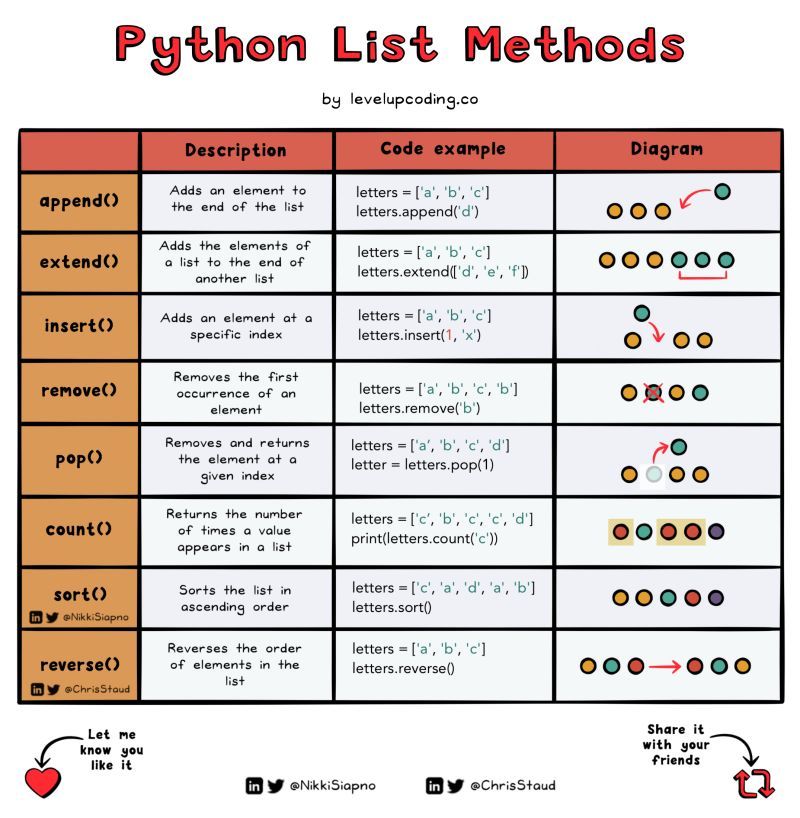 Python List Methods
by levelupcoding.co
Description
Code example
Diagram
append()
Adds an element to
the end of the list
letters = ['a', 'b', 'c']
letters.append('d')
extend()
Adds the elements of
a list to the end of
another list
letters = ['a', 'b', 'c']
letters.extend(['d', 'e', 'f'])
insert()
Adds an element at a
specific index
letters = ['a', 'b', 'c']
letters.insert(1, 'x')
remove()
Removes the first
occurrence of an
element
letters = ['a', 'b', 'c', 'b']
letters.remove('b')
pop()
Removes and returns
the element at a
given index
letters = ['a’, 'b', 'c', 'd']
letter = letters.pop(1)
count()
Returns the number
of times a value
appears in a list
letters = ['c’, 'b', 'c', 'c', 'd']
print(letters.count('c'))
sort()
in @NikkiSiapno
Sorts the list in
ascending order
letters = ['c', 'a', 'd', 'a', 'b']
letters.sort()
reverse()
in @ChrisStaud
Reverses the order
of elements in the
list
letters = ['a', 'b', 'c']
letters.reverse()
Let me
know you
like it
in @NikkiSiapno
in @ChrisStaud
Share it
with your
friends